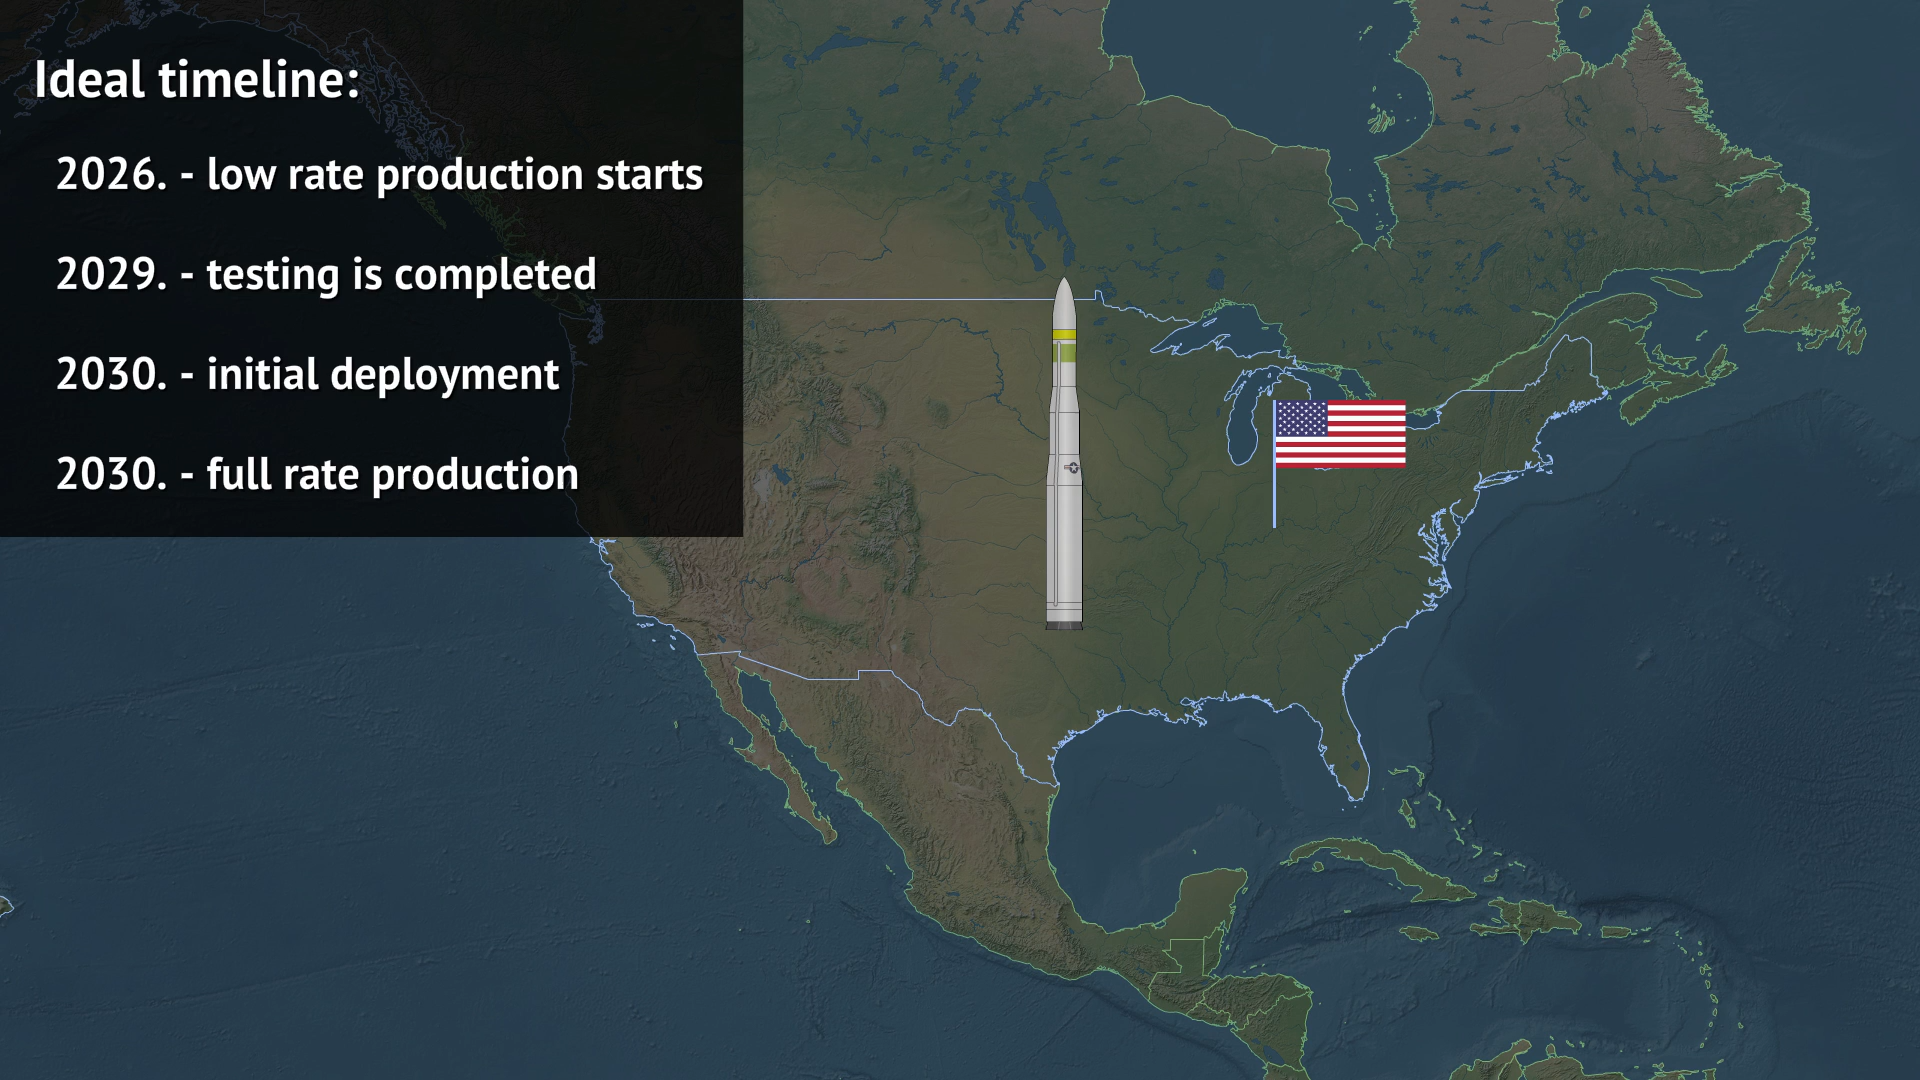 Ideal timeline:
2026. - low rate production starts
2029. - testing is completed
2030. - initial deployment
2030. - full rate production